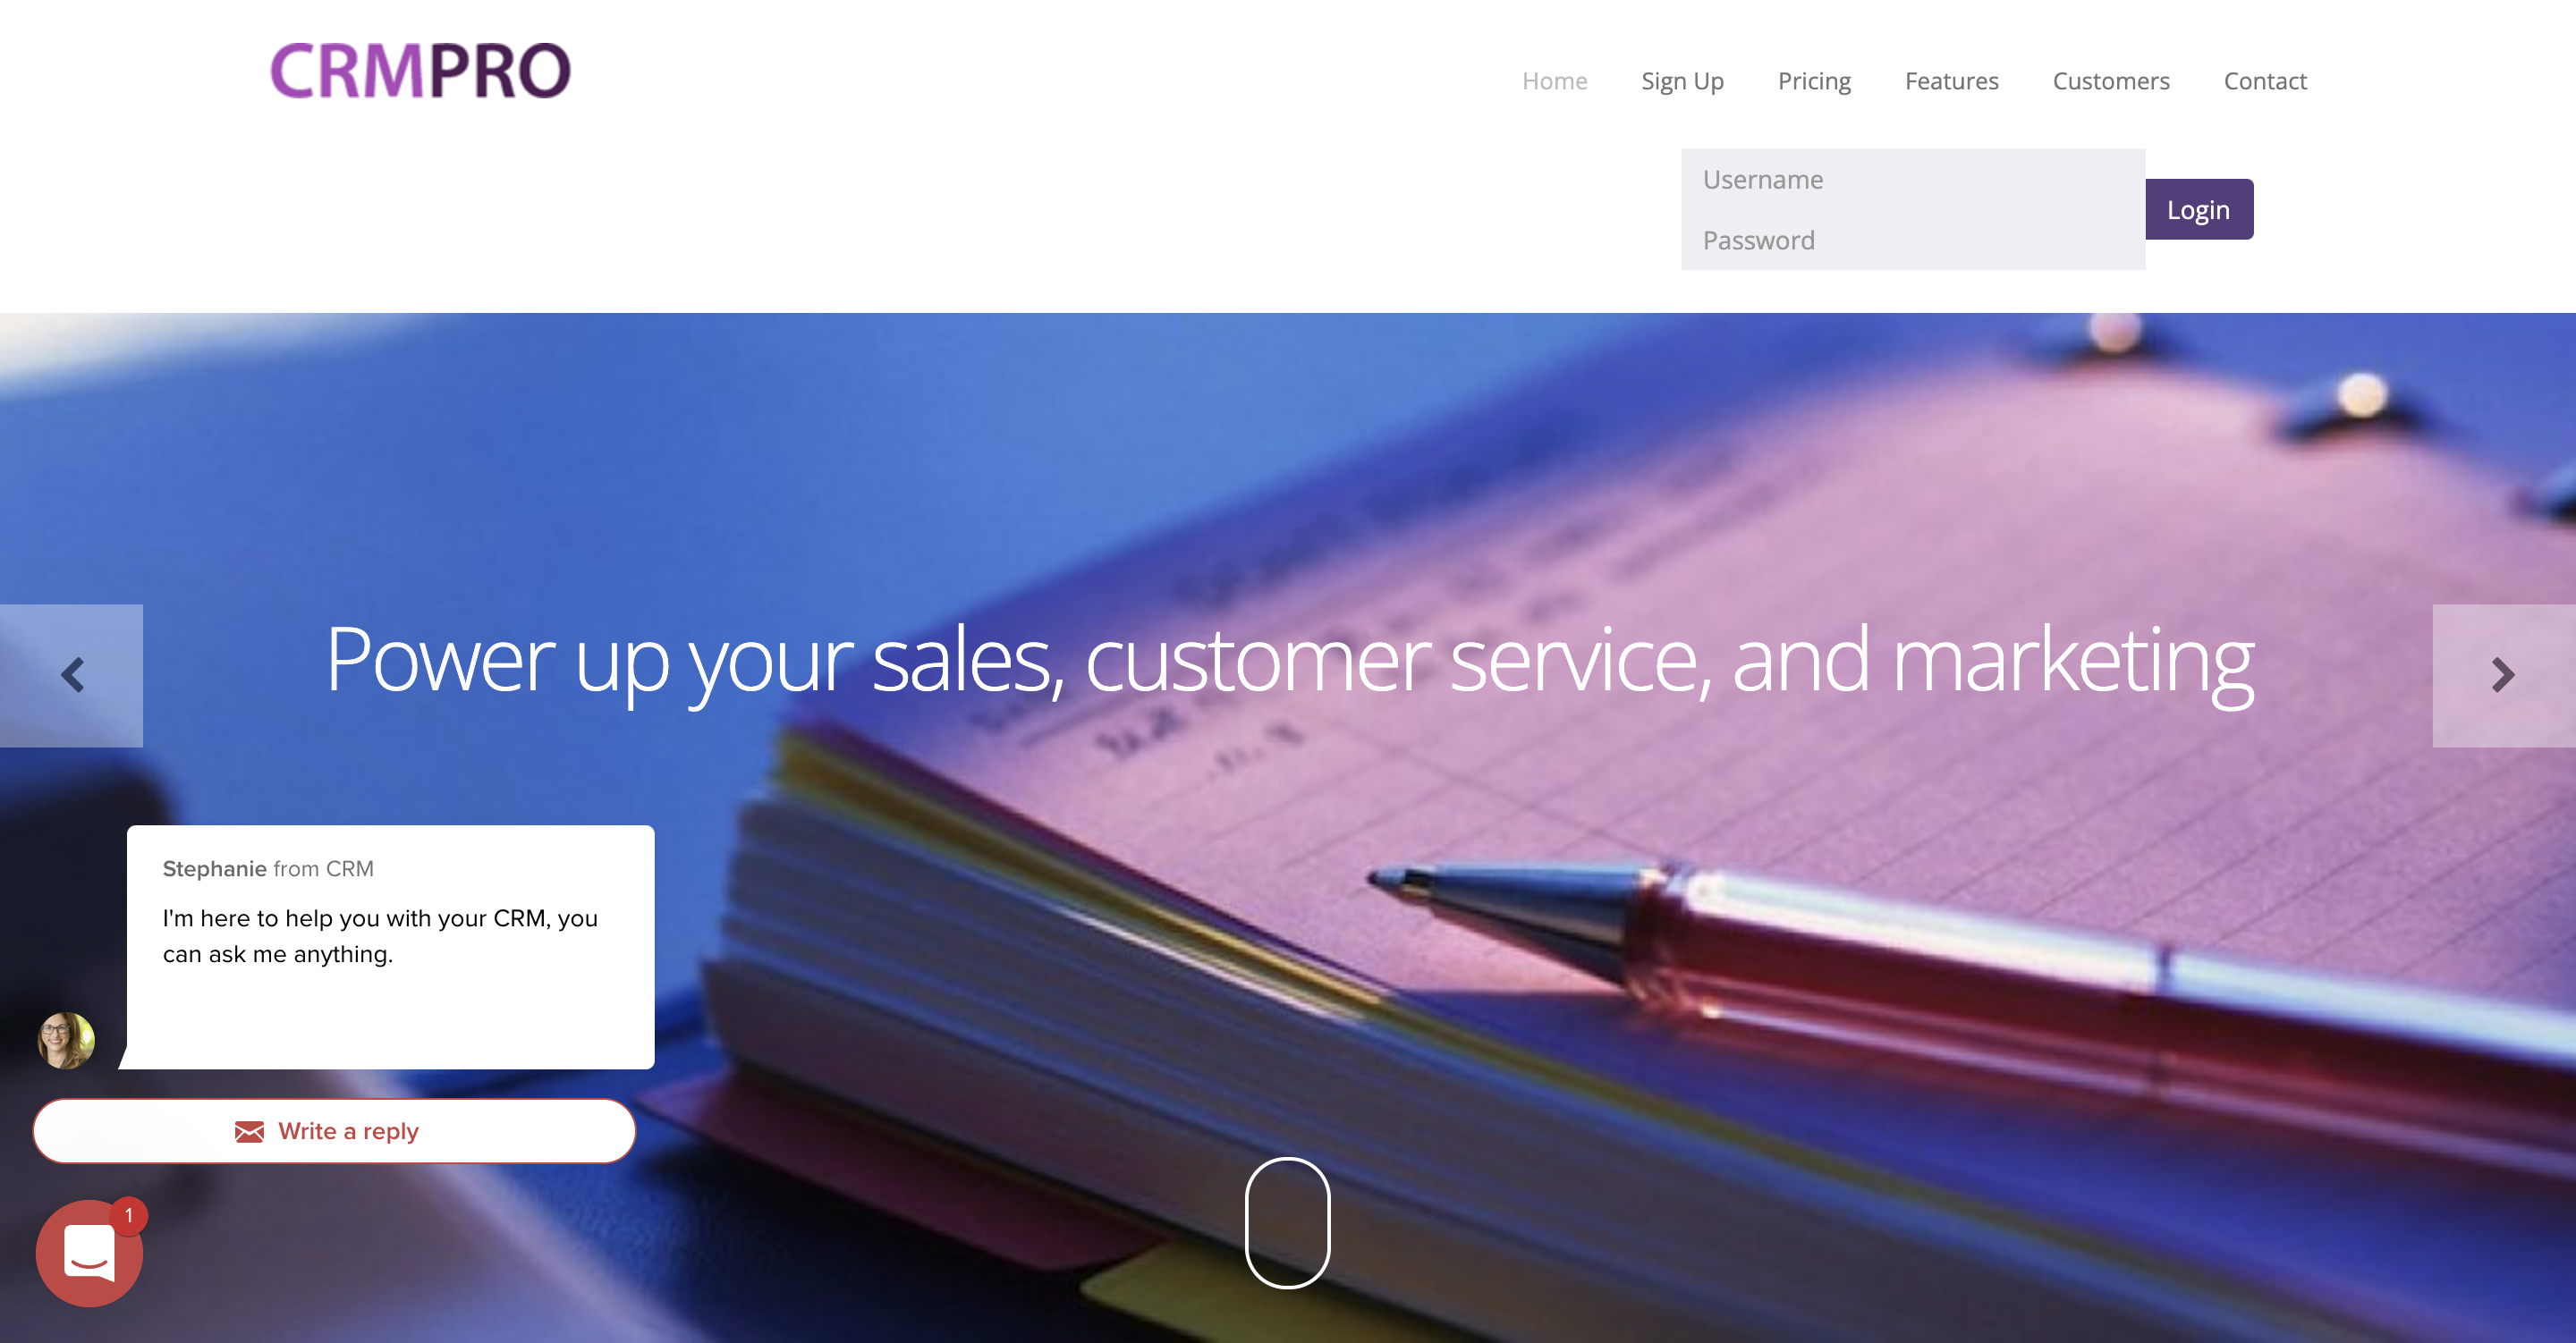 CRMPRO
Home Sign Up Pricing Features Customers Contact
Username
Password
Login
Power up your sales, customer service, and marketing
Stephanie from CRM
I'm here to help you with your CRM, you
can ask me anything.
Write a reply
1